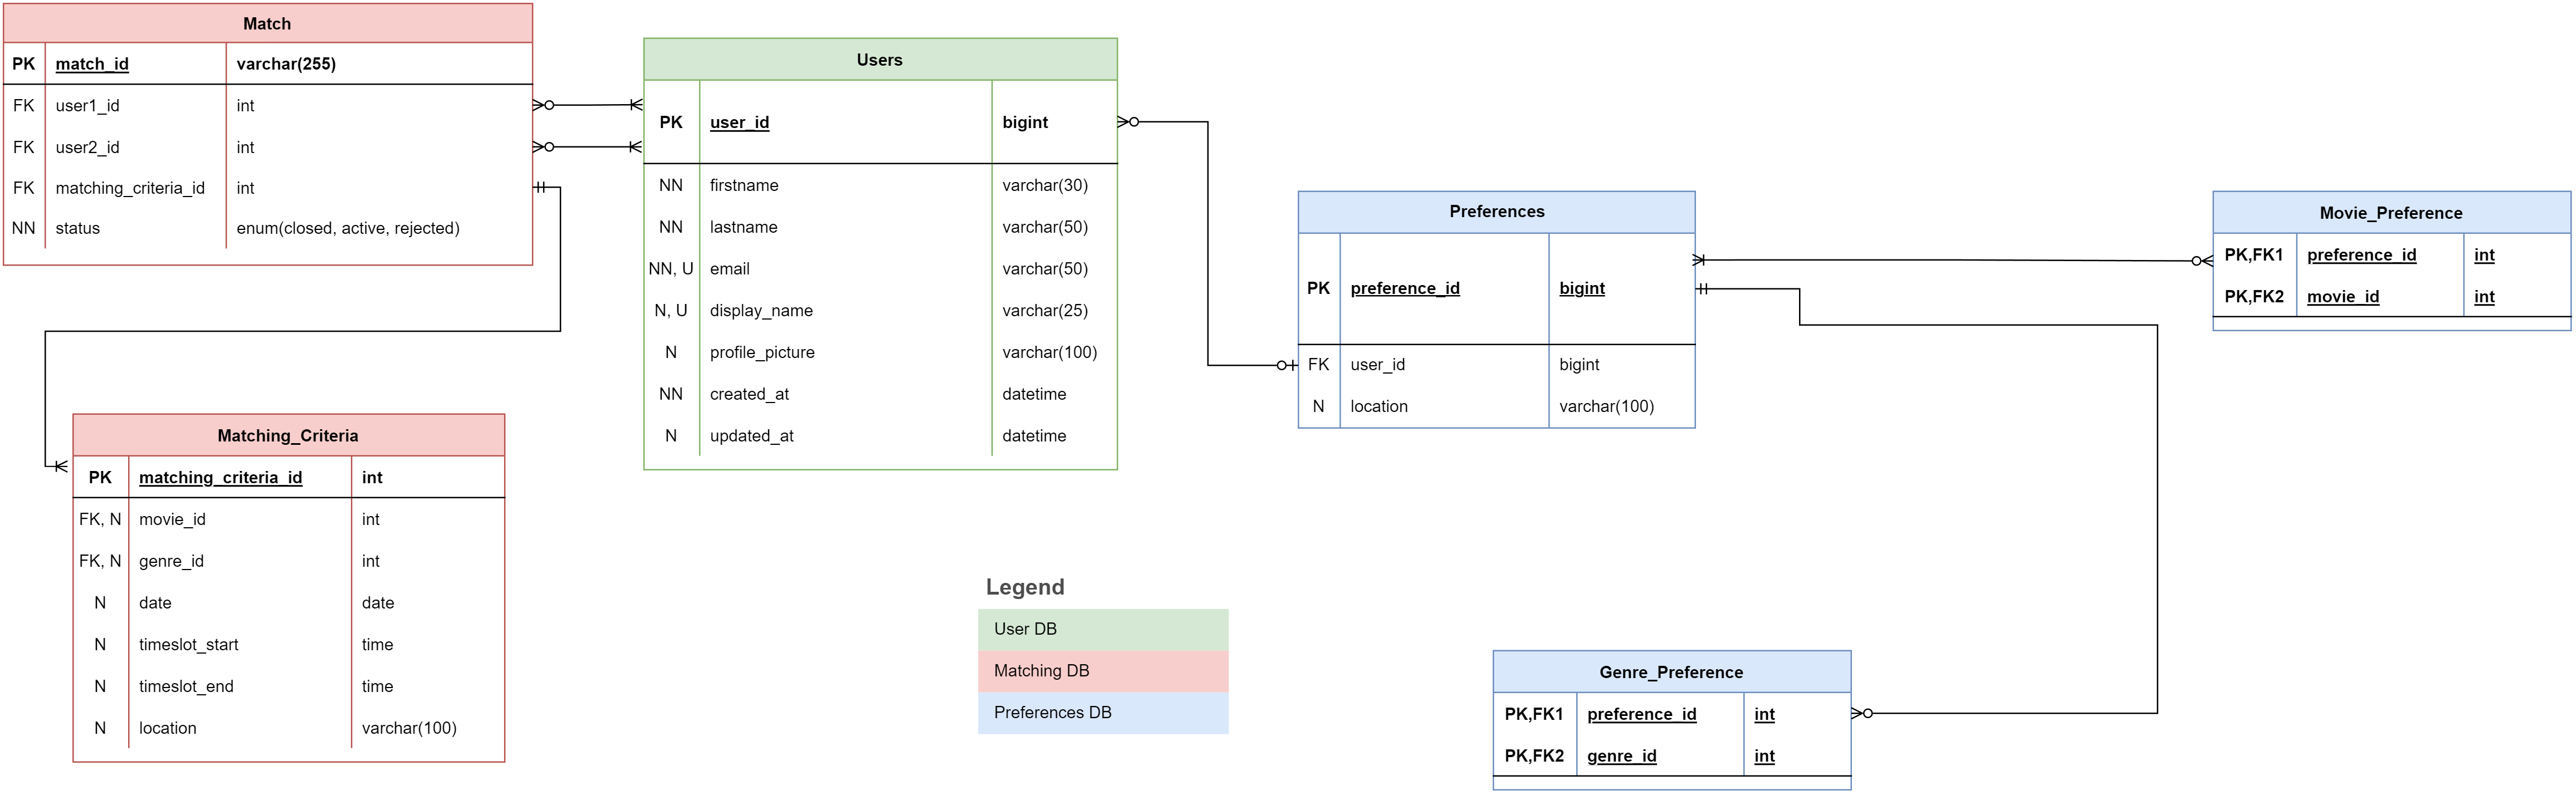 Match
PK match_id varchar(255)
FK user1_id int
FK user2_id int
FK matching_criteria_id int
NN status enum(closed, active, rejected)
Users
PK user_id bigint
NN firstname varchar(30)
NN lastname varchar(50)
NN, U email varchar(50)
N, U display_name varchar(25)
N profile_picture varchar(100)
NN created_at datetime
N updated_at datetime
Preferences
PK preference_id bigint
FK user_id bigint
N location varchar(100)
Movie_Preference
PK,FK1 preference_id int
PK,FK2 movie_id int
Matching_Criteria
PK matching_criteria_id int
FK, N movie_id int
FK, N genre_id int
N date date
N timeslot_start time
N timeslot_end time
N location varchar(100)
Legend
User DB
Matching DB
Preferences DB
Genre_Preference
PK,FK1 preference_id int
PK,FK2 genre_id int